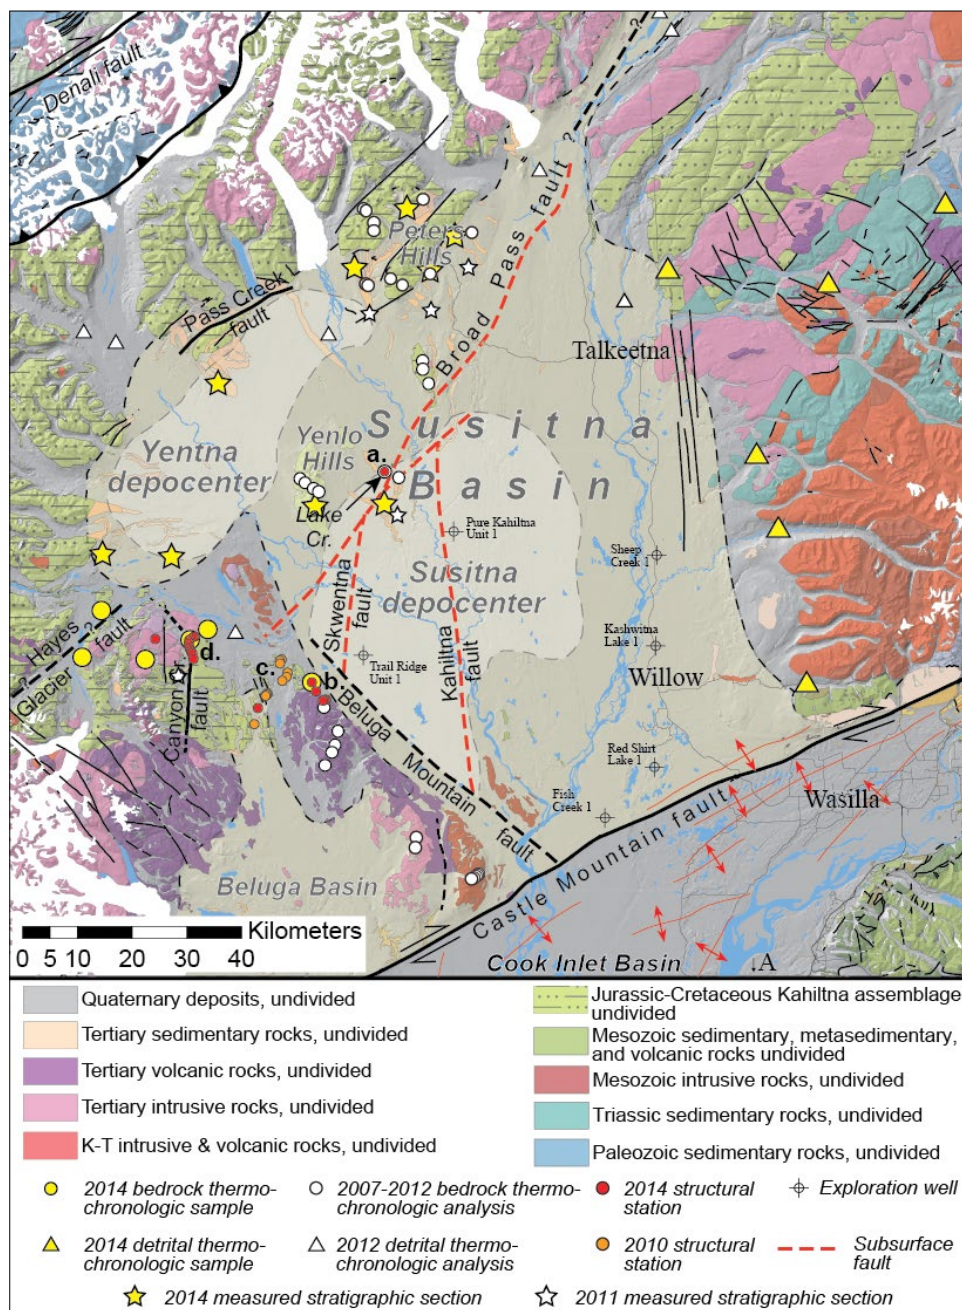 Denali fault
?
Peters
Hills
Pass Creek
fault
Broad Pass fault
?
Talkeetna
Yentna
depocenter
Yenlo
Hills
Susitna
Basin
a.
Lake
Cr.
Pure Kahiltna
Unit 1
Sheep
Creek 1
Susitna
depocenter
Skwentna
fault
Kahiltna
fault
Hayes
?
Glacier fault
?
d.
c.
b.
Canyon Cr.
fault
Trail Ridge
Unit 1
Kashwitna
Lake 1
Willow
Beluga
Mountain
fault
Red Shirt
Lake 1
Fish
Creek 1
Wasilla
Castle Mountain fault
Beluga Basin
Kilometers
0 5 10 20 30 40
Cook Inlet Basin
.A
Quaternary deposits, undivided
Tertiary sedimentary rocks, undivided
Tertiary volcanic rocks, undivided
Tertiary intrusive rocks, undivided
K-T intrusive & volcanic rocks, undivided
Jurassic-Cretaceous Kahiltna assemblage
undivided
Mesozoic sedimentary, metasedimentary,
and volcanic rocks undivided
Mesozoic intrusive rocks, undivided
Triassic sedimentary rocks, undivided
Paleozoic sedimentary rocks, undivided
2014 bedrock thermo-
chronologic sample
2007-2012 bedrock thermo-
chronologic analysis
2014 structural
station
Exploration well
2014 detrital thermo-
chronologic sample
2012 detrital thermo-
chronologic analysis
2010 structural
station
Subsurface
fault
2014 measured stratigraphic section
2011 measured stratigraphic section